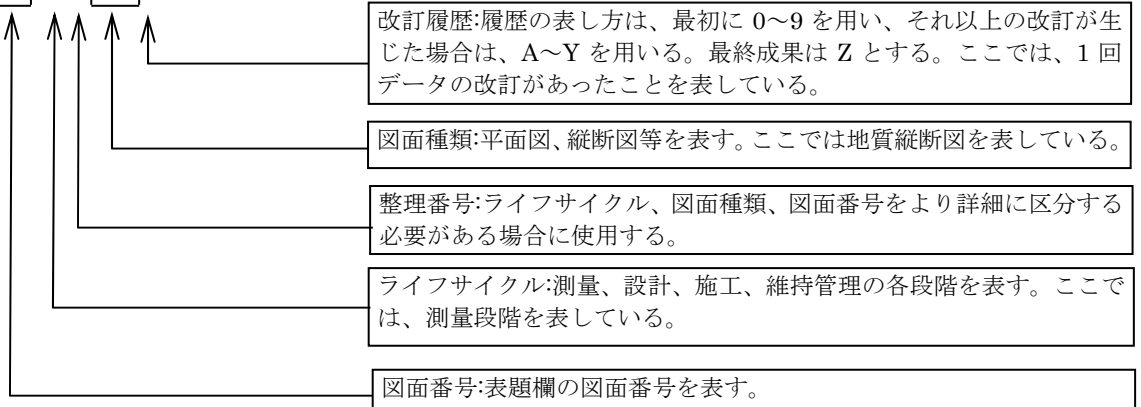 改訂履歴:履歴の表し方は、最初に 0～9 を用い、それ以上の改訂が生
じた場合は、A～Y を用いる。最終成果は Z とする。ここでは、1 回
データの改訂があったことを表している。
図面種類:平面図、縦断図等を表す。ここでは地質縦断図を表している。
整理番号:ライフサイクル、図面種類、図面番号をより詳細に区分する
必要がある場合に使用する。
ライフサイクル:測量、設計、施工、維持管理の各段階を表す。ここで
は、測量段階を表している。
図面番号:表題欄の図面番号を表す。